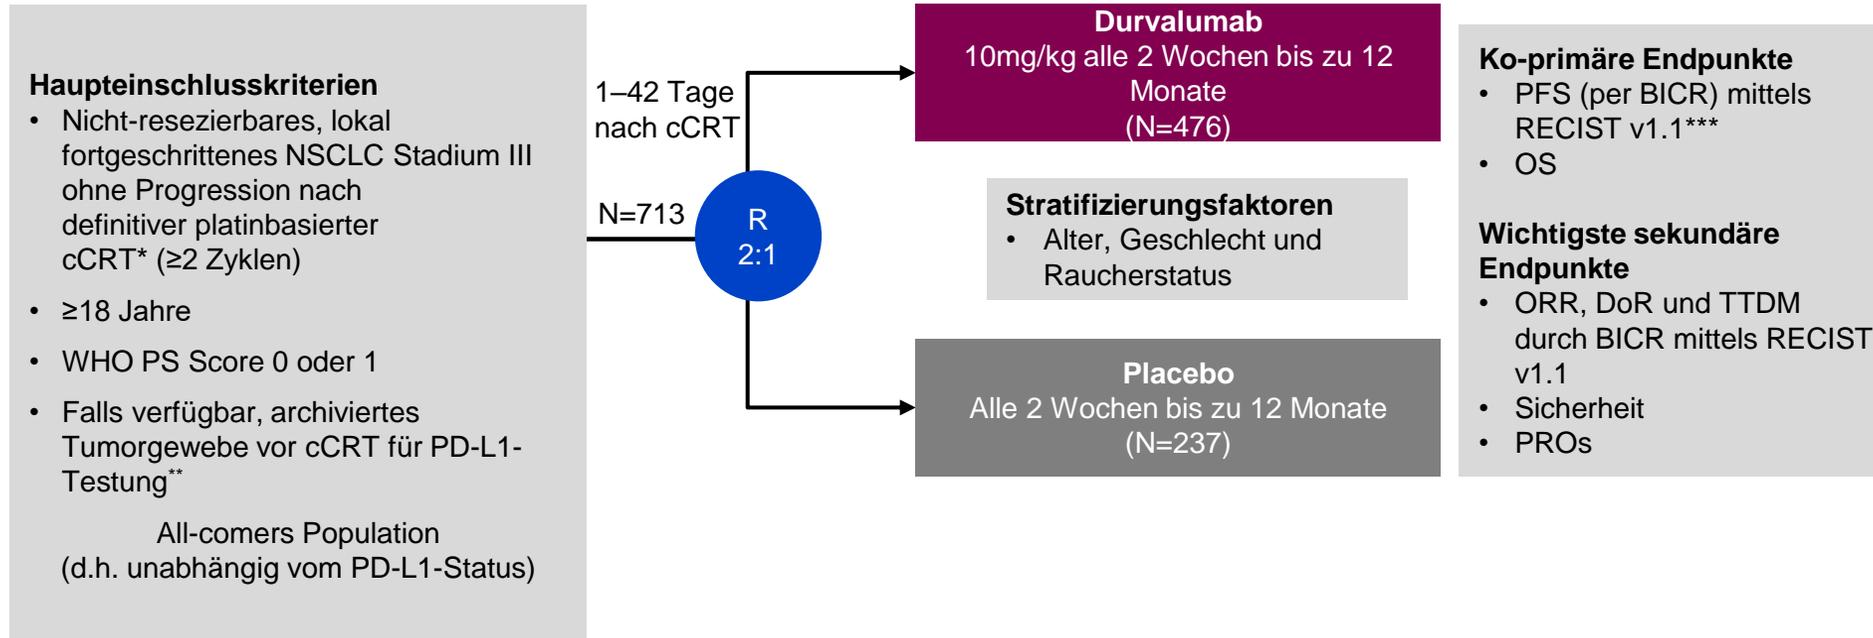 Haupteinschlusskriterien
• Nicht-resezierbares, lokal
fortgeschrittenes NSCLC Stadium III
ohne Progression nach
definitiver platinbasierter
cCRT* (≥2 Zyklen)
• ≥18 Jahre
• WHO PS Score 0 oder 1
• Falls verfügbar, archiviertes
Tumorgewebe vor cCRT für PD-L1-
Testung**
All-comers Population
(d.h. unabhängig vom PD-L1-Status)
1–42 Tage
nach cCRT
N=713
R
2:1
Durvalumab
10mg/kg alle 2 Wochen bis zu 12
Monate
(N=476)
Stratifizierungsfaktoren
• Alter, Geschlecht und
Raucherstatus
Placebo
Alle 2 Wochen bis zu 12 Monate
(N=237)
Ko-primäre Endpunkte
• PFS (per BICR) mittels
RECIST v1.1***
• OS
Wichtigste sekundäre
Endpunkte
• ORR, DoR und TTDM
durch BICR mittels RECIST
v1.1
• Sicherheit
• PROs